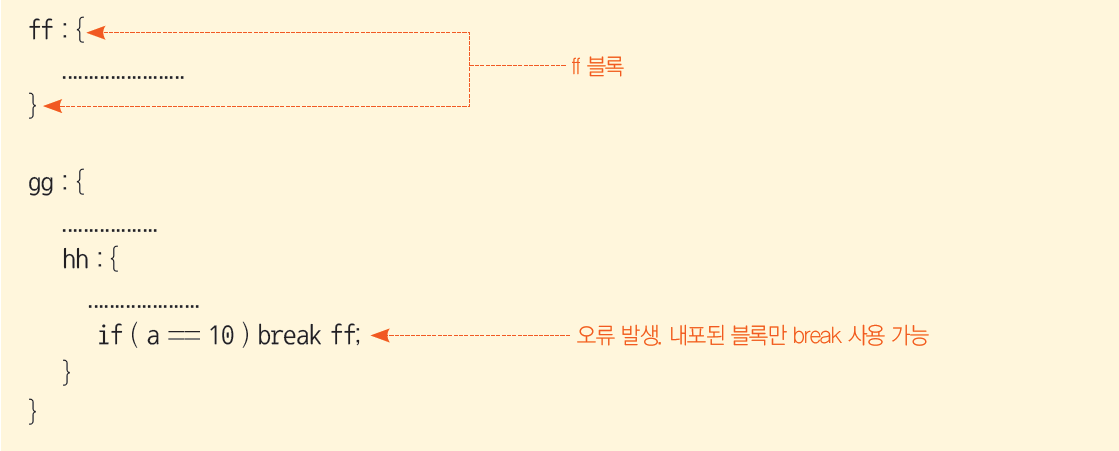 ff : {
......................
ff 블록
}
gg : {
.................
hh : {
....................
if ( a == 10 ) break ff;
오류 발생. 내포된 블록만 break 사용 가능
}
}